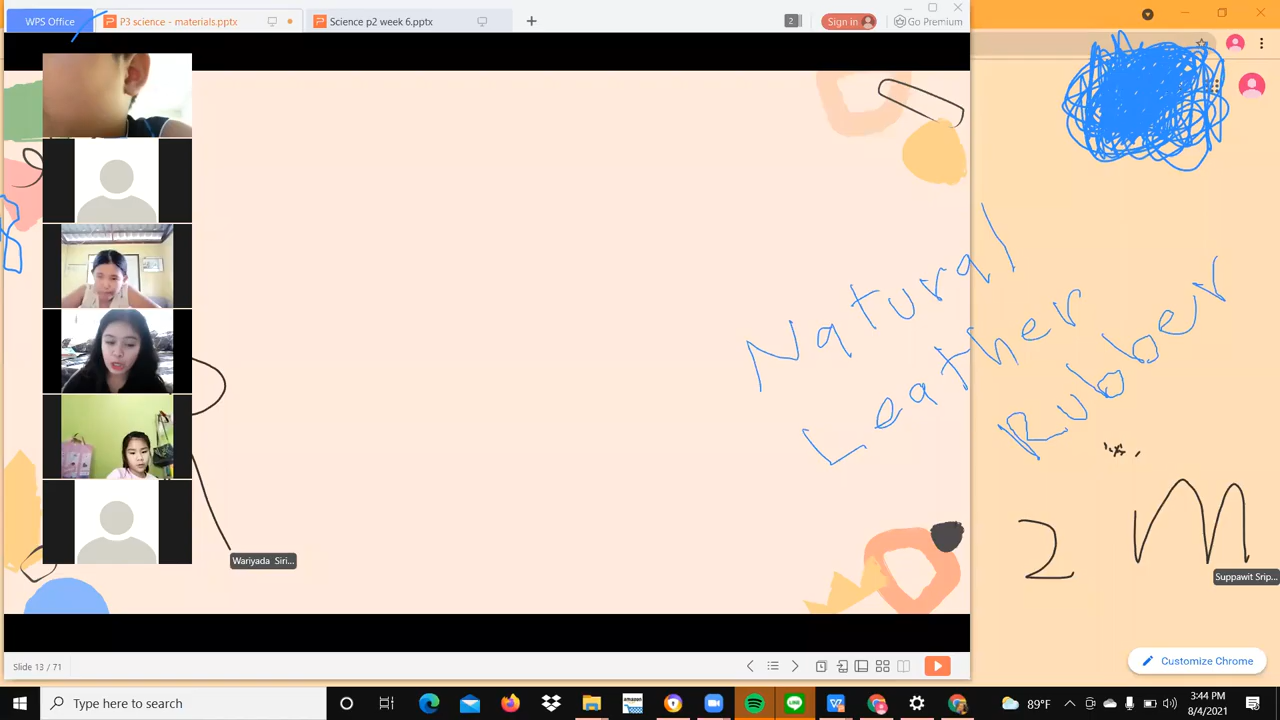 WPS Office
P3 science - materials.pptx
Science p2 week 6.pptx
2
Sign in
Go Premium
Natural
Leather
Rubber
2 M
Wariyada Siri...
Suppawit Srip...
Slide 13 / 71
Customize Chrome
Type here to search
89°F
3:44 PM
8/4/2021